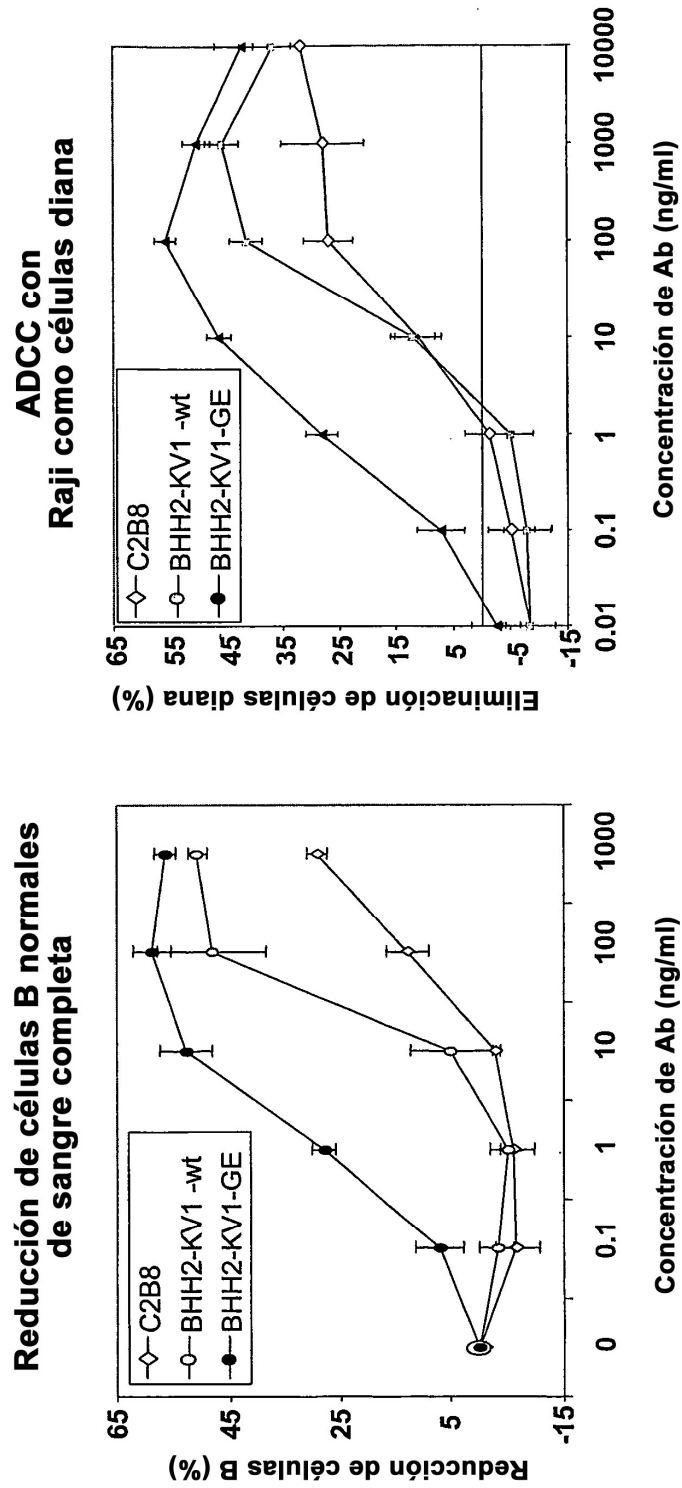 Reducción de células B normales
de sangre completa
C2B8
BHH2-KV1 -wt
BHH2-KV1-GE
Reducción de células B (%)
65
45
25
5
-15
0
0.1
1
10
100
1000
Concentración de Ab (ng/ml)
ADCC con
Raji como células diana
C2B8
BHH2-KV1 -wt
BHH2-KV1-GE
Eliminación de células diana (%)
65
55
45
35
25
15
5
-5
-15
0.01
0.1
1
10
100
1000
10000
Concentración de Ab (ng/ml)